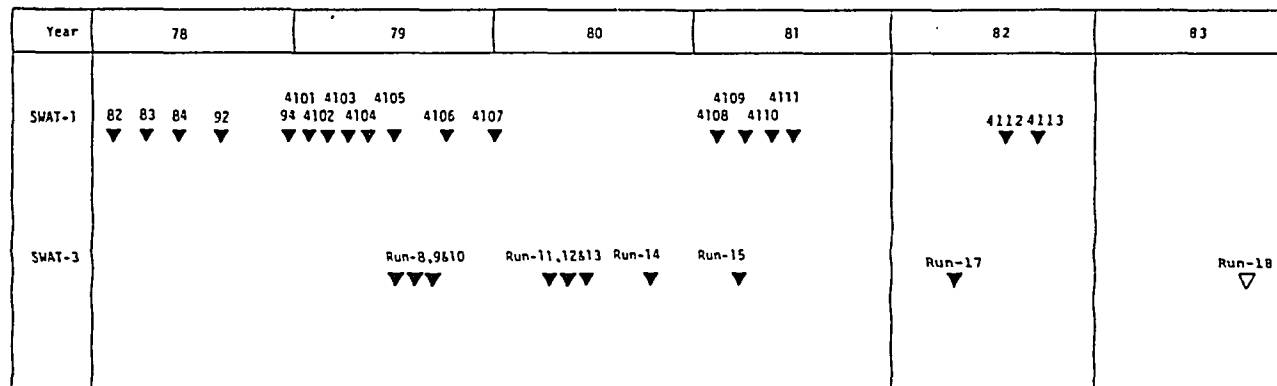 Year 78 79 80 81 82 83
4101 4103 4105 4109 4111
SWAT-1 82 83 84 92 94 4102 4104 4106 4107 4108 4110 4112 4113
SWAT-3 Run-8,9&10 Run-11,12&13 Run-14 Run-15 Run-17 Run-18